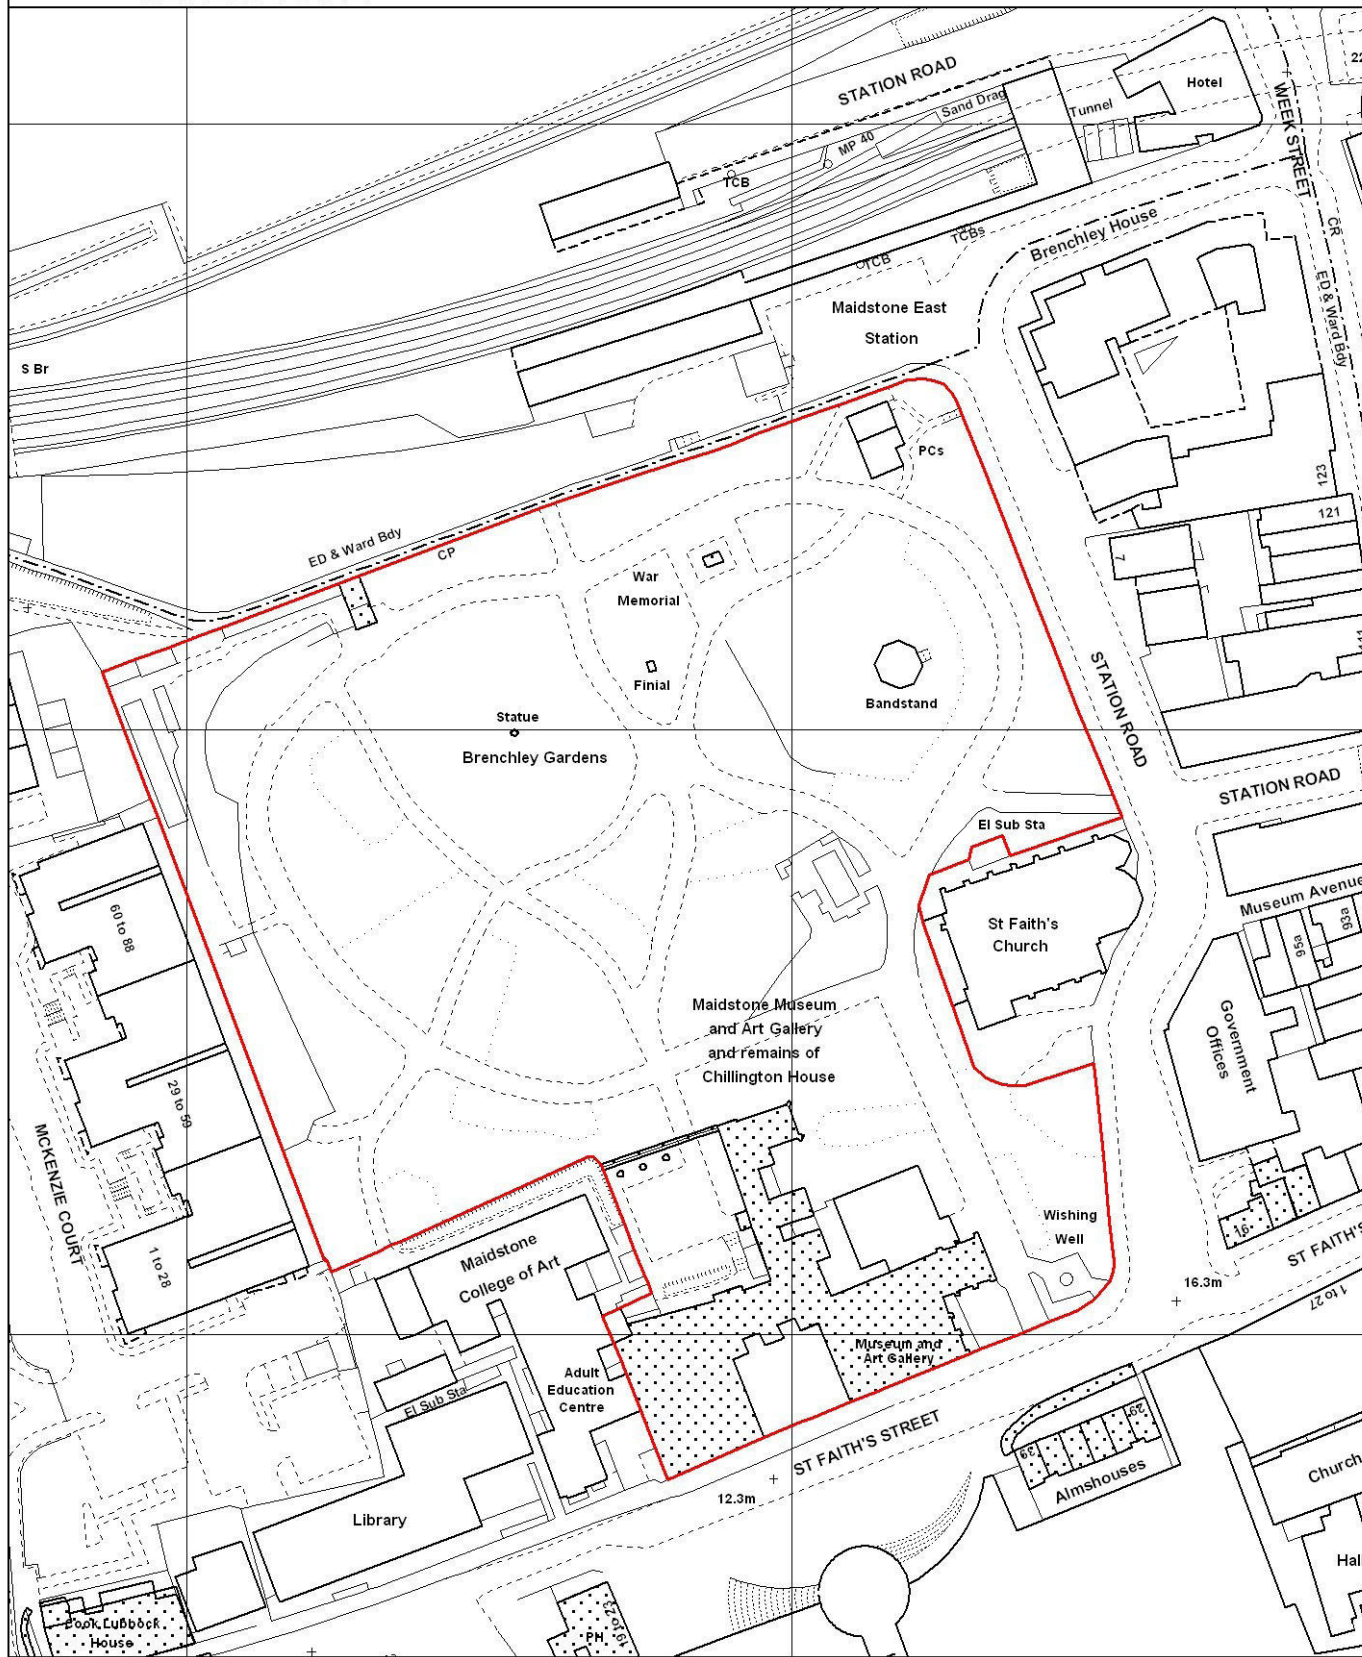 STATION ROAD
Hotel
22
Sand Drag
Tunnel
MP 40
TCB
WEEK STREET
CR
Brenchley House
TCBs
TCB
ED & Ward Bdy
Maidstone East
Station
S Br
PCs
123
121
ED & Ward Bdy
CP
7
War
Memorial
Finial
Bandstand
Statue
Brenchley Gardens
STATION ROAD
STATION ROAD
El Sub Sta
Museum Avenue
93a
95a
St Faith's
Church
60 to 88
Maidstone Museum
and Art Gallery
and remains of
Chillington House
Government
Offices
29 to 59
MCKENZIE COURT
1 to 28
Maidstone
College of Art
Wishing
Well
16
ST FAITH'S
16.3m
1 to 27
Museum and
Art Gallery
Adult
Education
Centre
El Sub Sta
ST FAITH'S STREET
12.3m
29
39
Almshouses
Church
Library
Hal
Cook Lubbock
House
PH
19 to 23